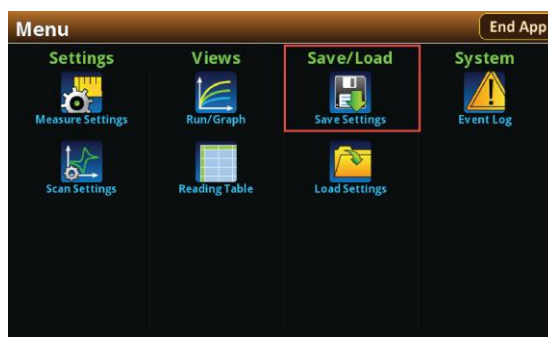 Menu
End App
Settings
Views
Save/Load
System
Measure Settings
Run/Graph
Save Settings
Event Log
Scan Settings
Reading Table
Load Settings